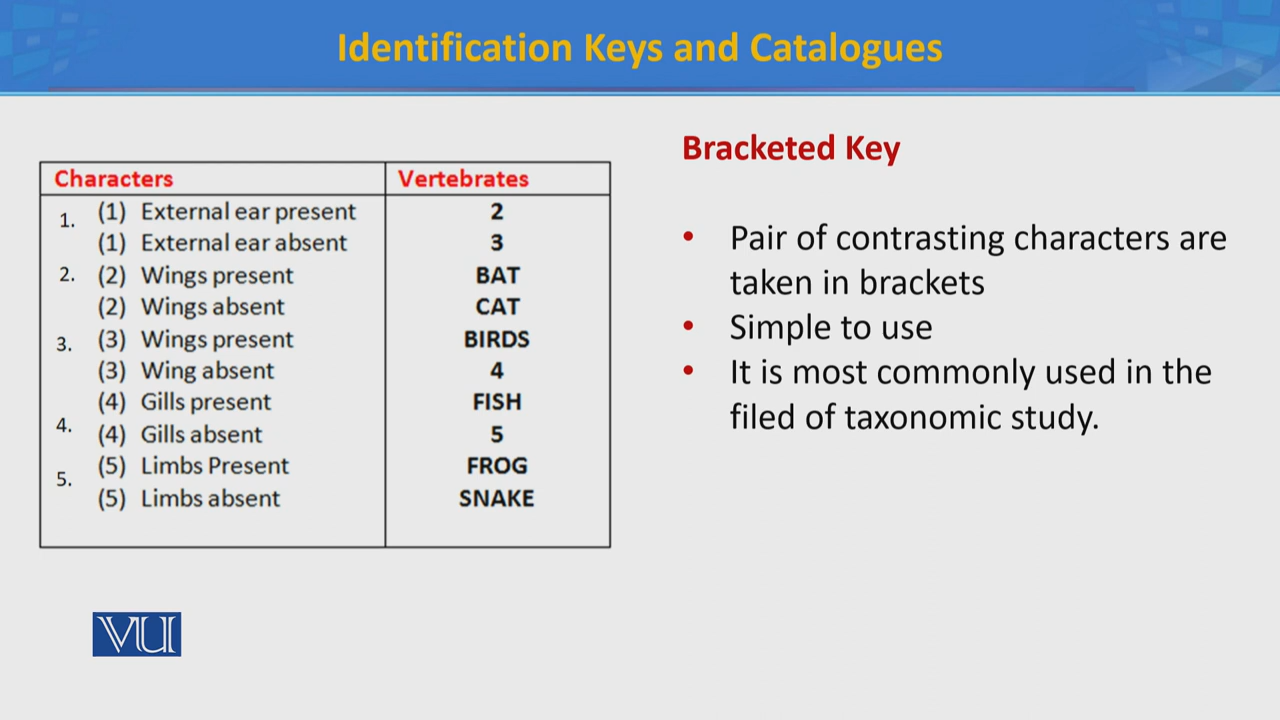 Identification Keys and Catalogues
Characters Vertebrates
1. (1) External ear present 2
(1) External ear absent 3
2. (2) Wings present BAT
(2) Wings absent CAT
3. (3) Wings present BIRDS
(3) Wing absent 4
(4) Gills present FISH
4. (4) Gills absent 5
5. (5) Limbs Present FROG
(5) Limbs absent SNAKE
Bracketed Key
• Pair of contrasting characters are
taken in brackets
• Simple to use
• It is most commonly used in the
filed of taxonomic study.
VU